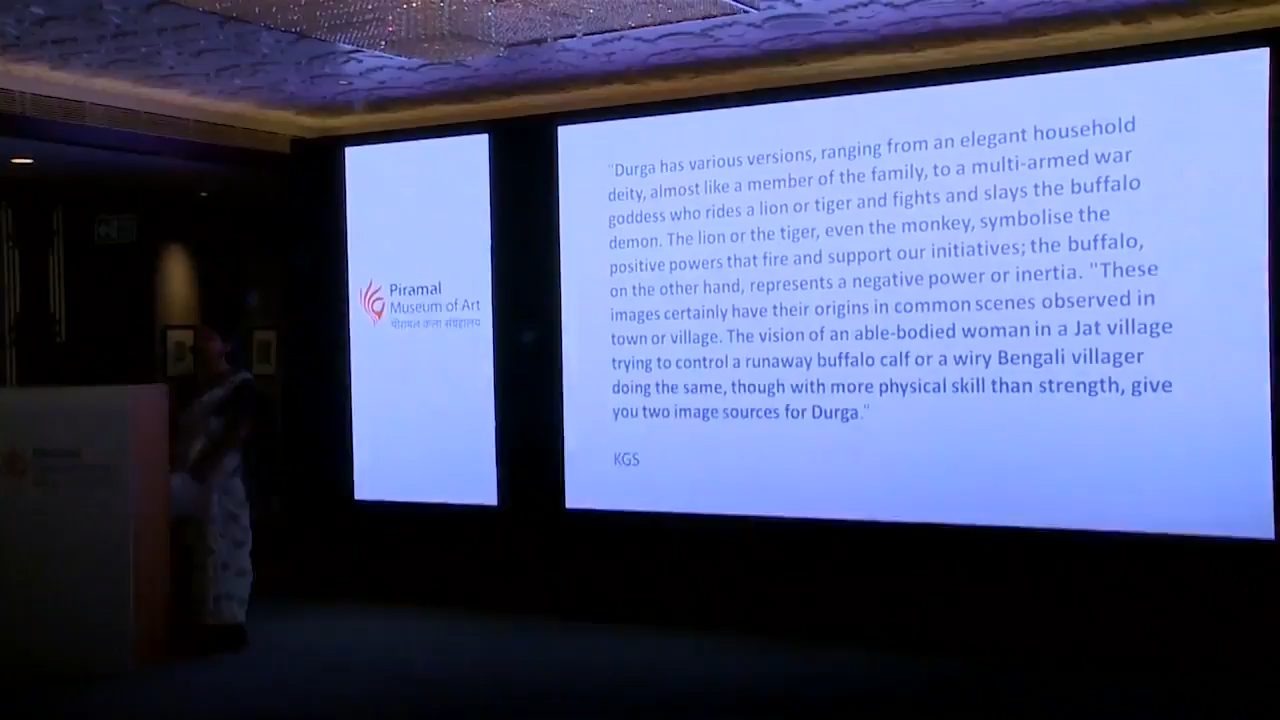 Piramal
Museum of Art
पीरामल कला संग्रहालय
"Durga has various versions, ranging from an elegant household
deity, almost like a member of the family, to a multi-armed war
goddess who rides a lion or tiger and fights and slays the buffalo
demon. The lion or the tiger, even the monkey, symbolise the
positive powers that fire and support our initiatives; the buffalo,
on the other hand, represents a negative power or inertia. "These
images certainly have their origins in common scenes observed in
town or village. The vision of an able-bodied woman in a Jat village
trying to control a runaway buffalo calf or a wiry Bengali villager
doing the same, though with more physical skill than strength, give
you two image sources for Durga."
KGS